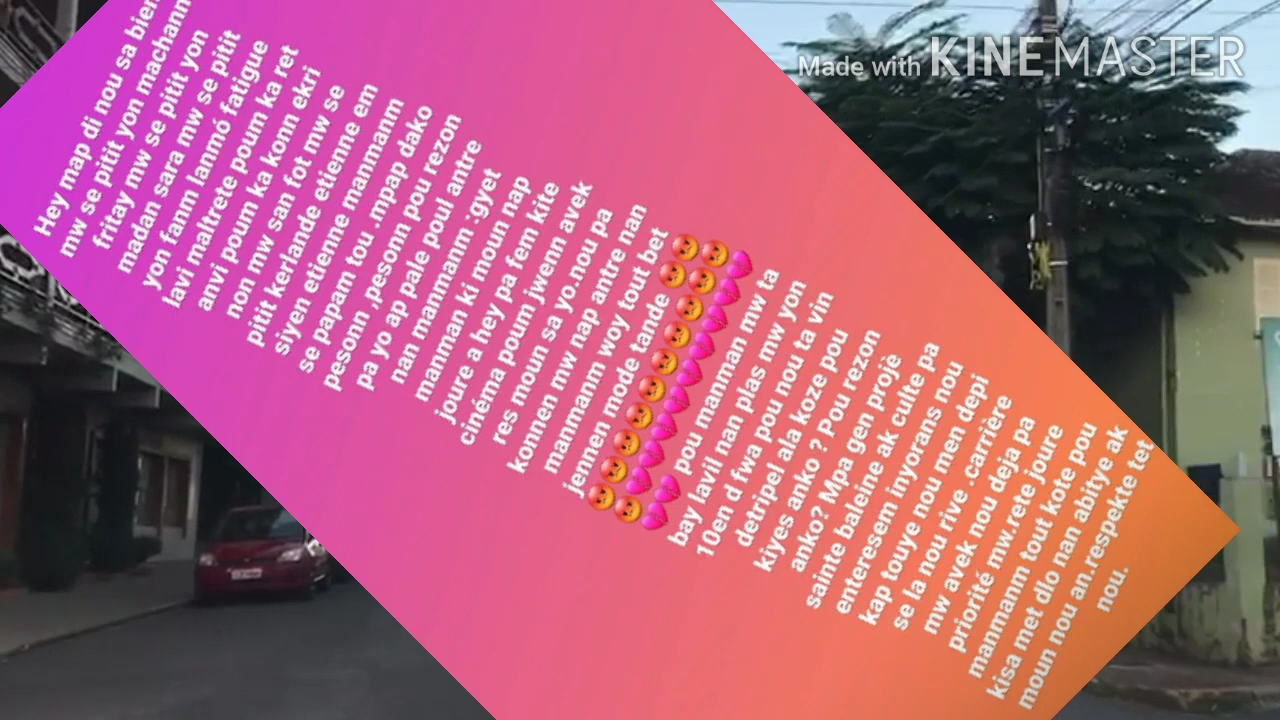 Made with KINEMASTER
Hey map di nou sa bien
mw se pitit yon machann
fritay mw se pitit yon
madan sara mw se pitit
yon fanm lanmó fatigue
lavi maltrete poum ka ret
anvi poum ka konn ekri
non mw san fot mw se
pitit kerlande etienne em
siyen etienne manmanm
se papam tou .mpap dako
pesonn ,pesonn pou rezon
pa yo ap pale poul antre
nan manmanm :gyet
manman ki moun nap
joure a hey pa fem kite
cinéma poum jwenn avek
res moun sa yo.nou pa
konnen mw nap antre nan
manmanm woy tout bet
jennen mode tande 😡😡
😡😡😡😡😡😡😡😡😡😡
💔💔💔💔💔💔💔💔💔💔
pou manman mw ta
bay lavil nan plas mw yon
10en d fwa pou nou ta vin
detripel ala koze pou
kiyes anko ? Pou rezon
anko? Mpa gen projè
sainte baleine ak culte pa
enteresem inyorans nou
kap touye nou men depi
se la nou rive .carrière
mw avek nou deja pa
priorité mw.rete joure
manmanm tout kote pou
kisa met dlo nan abitye ak
moun nou an.respekte tet
nou.